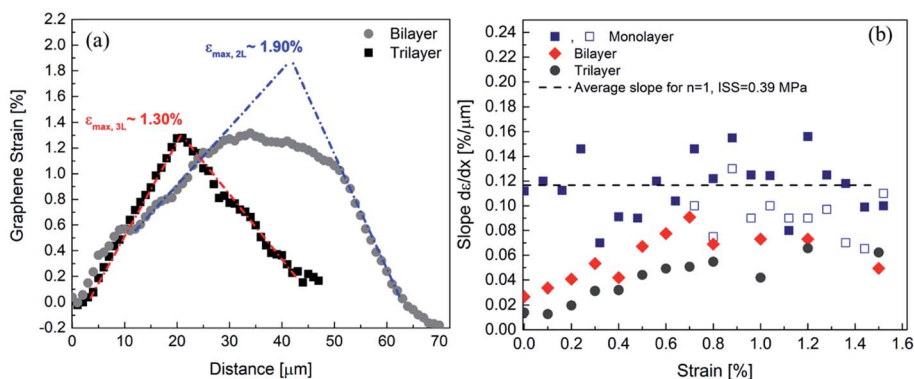 (a)
Bilayer
Trilayer
εmax, 2L~ 1.90%
εmax, 3L~ 1.30%
2.2
2.0
1.8
1.6
1.4
1.2
1.0
0.8
0.6
0.4
0.2
0.0
-0.2
0 10 20 30 40 50 60 70
Graphene Strain [%]
Distance [μm]
(b)
, Monolayer
Bilayer
Trilayer
Average slope for n=1, ISS=0.39 MPa
0.26
0.24
0.22
0.20
0.18
0.16
0.14
0.12
0.10
0.08
0.06
0.04
0.02
0.00
0.0 0.2 0.4 0.6 0.8 1.0 1.2 1.4 1.6
Slope dε/dx [%/μm]
Strain [%]